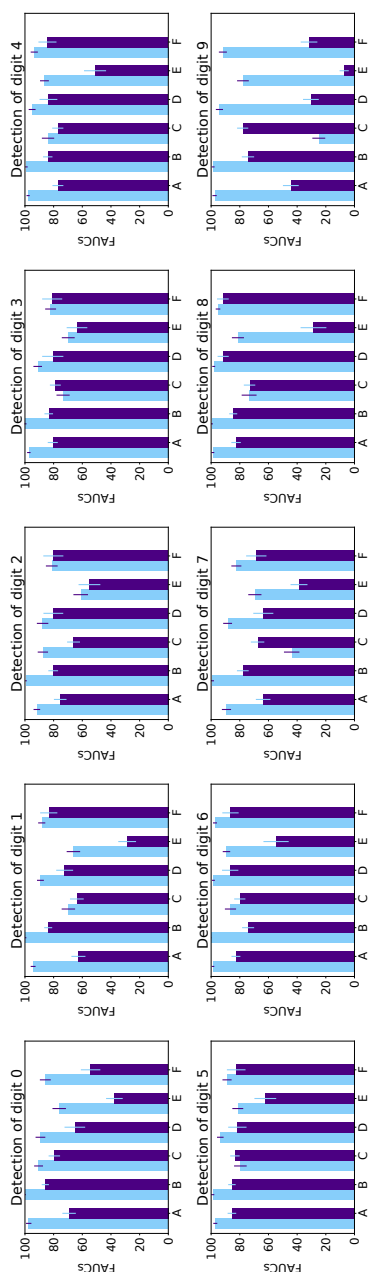 Detection of digit 0
FAUCs
100
80
60
40
20
0
A B C D E F
Detection of digit 1
FAUCs
100
80
60
40
20
0
A B C D E F
Detection of digit 2
FAUCs
100
80
60
40
20
0
A B C D E F
Detection of digit 3
FAUCs
100
80
60
40
20
0
A B C D E F
Detection of digit 4
FAUCs
100
80
60
40
20
0
A B C D E F
Detection of digit 5
FAUCs
100
80
60
40
20
0
A B C D E F
Detection of digit 6
FAUCs
100
80
60
40
20
0
A B C D E F
Detection of digit 7
FAUCs
100
80
60
40
20
0
A B C D E F
Detection of digit 8
FAUCs
100
80
60
40
20
0
A B C D E F
Detection of digit 9
FAUCs
100
80
60
40
20
0
A B C D E F